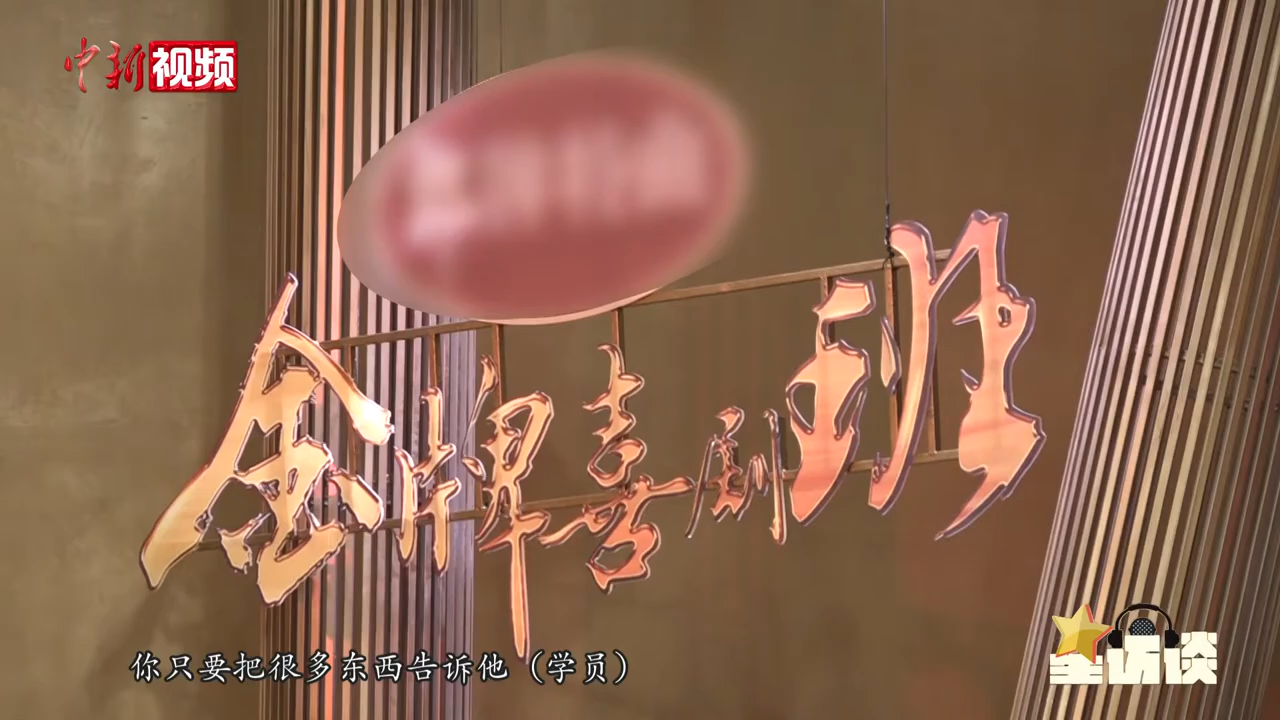 中新视频
金牌喜剧班
你只要把很多东西告诉他（学员）
星访谈